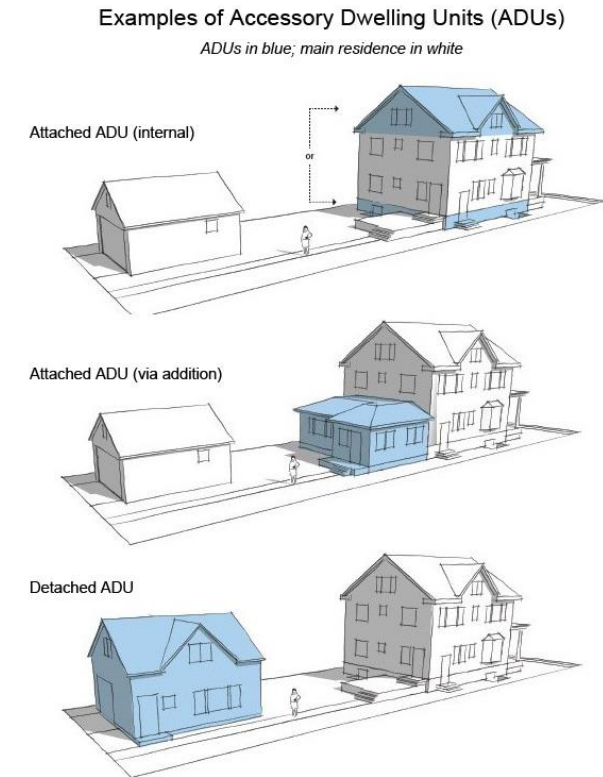 Examples of Accessory Dwelling Units (ADUs)
ADUs in blue; main residence in white
Attached ADU (internal)
or
Attached ADU (via addition)
Detached ADU